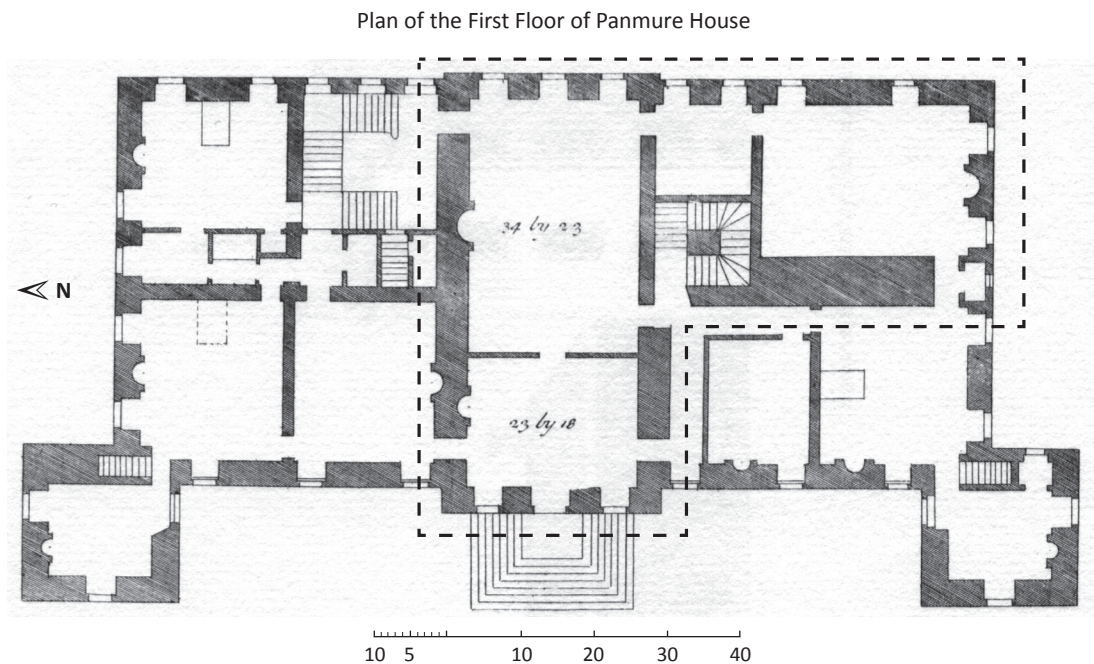 Plan of the First Floor of Panmure House
34 by 23
N
23 by 18
10 5 10 20 30 40